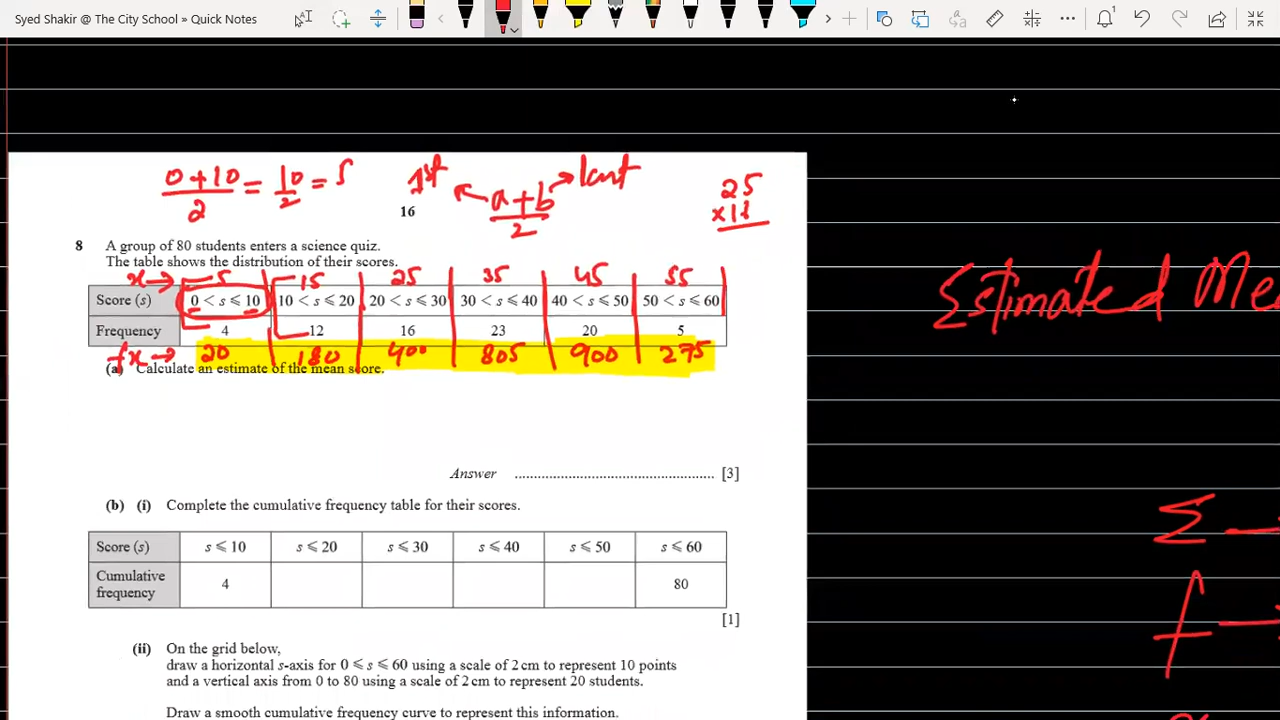 Syed Shakir @ The City School » Quick Notes
0+10/2 = 10/2 = 5
1st ← a+b/2 → last
25
×11
16
8 A group of 80 students enters a science quiz.
The table shows the distribution of their scores.
x → 5 15 25 35 45 55
Score (s) 0 < s ⩽ 10 10 < s ⩽ 20 20 < s ⩽ 30 30 < s ⩽ 40 40 < s ⩽ 50 50 < s ⩽ 60
Frequency 4 12 16 23 20 5
fx → 20 180 400 805 900 275
(a) Calculate an estimate of the mean score.
Estimated Me
Answer .................................................. [3]
(b) (i) Complete the cumulative frequency table for their scores.
Score (s) s ⩽ 10 s ⩽ 20 s ⩽ 30 s ⩽ 40 s ⩽ 50 s ⩽ 60
Cumulative frequency 4 80
[1]
Σ —
f —
(ii) On the grid below,
draw a horizontal s-axis for 0 ⩽ s ⩽ 60 using a scale of 2 cm to represent 10 points
and a vertical axis from 0 to 80 using a scale of 2 cm to represent 20 students.
Draw a smooth cumulative frequency curve to represent this information.